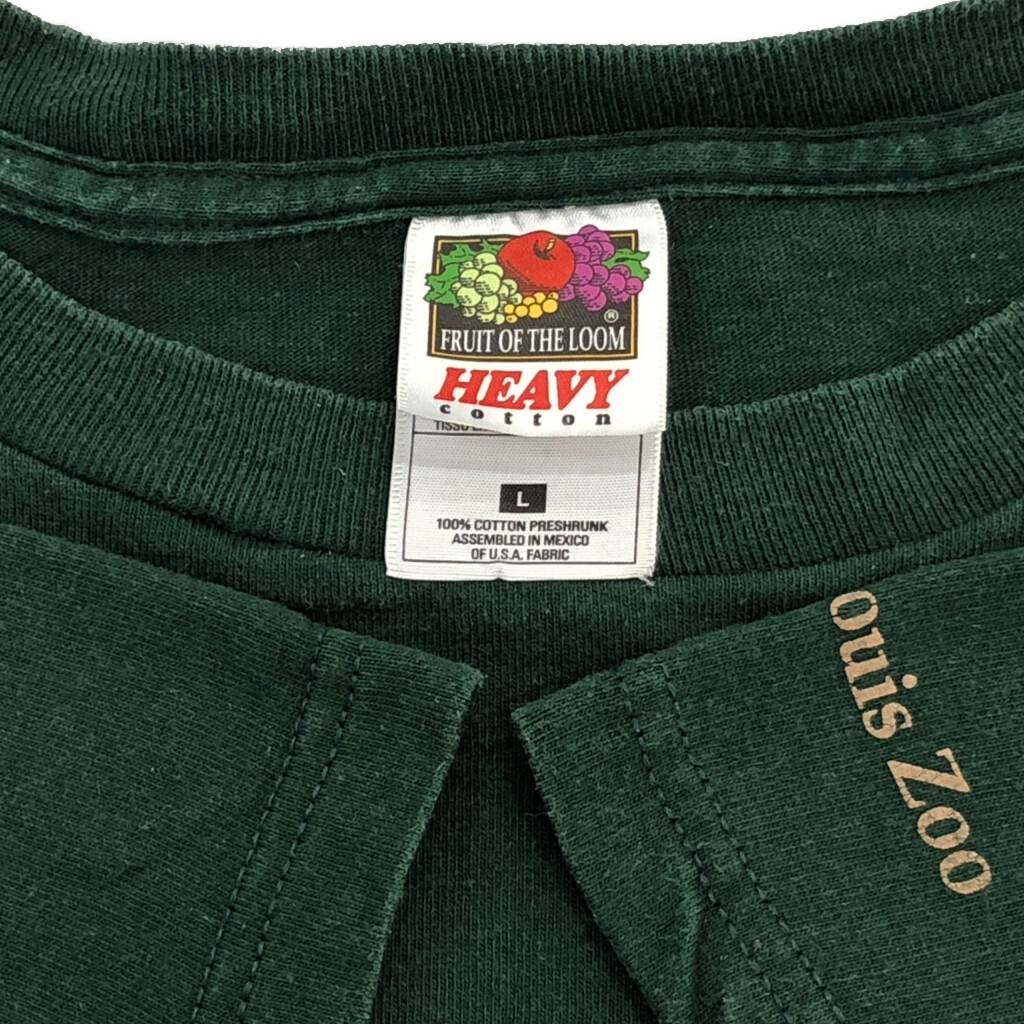 FRUIT OF THE LOOM ®
HEAVY
cotton
L
100% COTTON PRESHRUNK
ASSEMBLED IN MEXICO
OF U.S.A. FABRIC
ouis Zoo